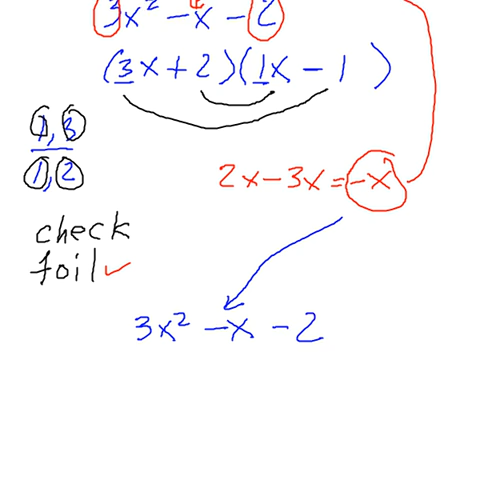 3x² - x - 2
(3x + 2)(1x - 1)
1, 3
1, 2
2x - 3x = -x
check
foil ✓
3x² - x - 2